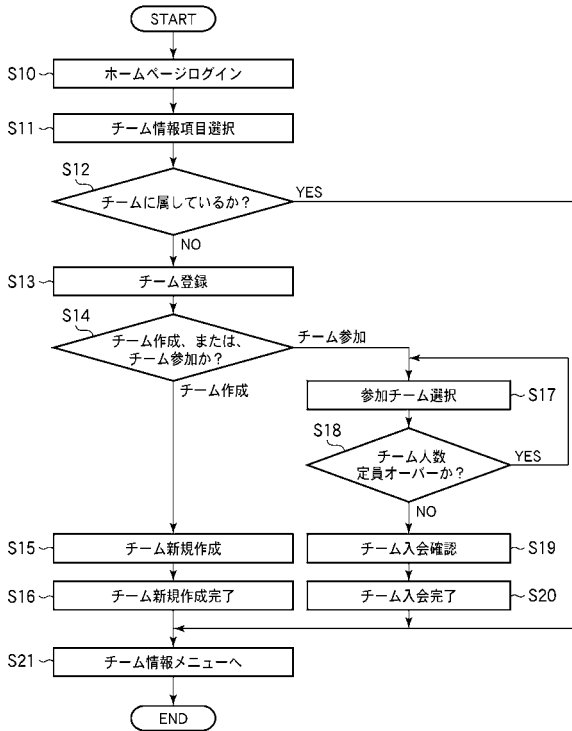 START
S10
ホームページログイン
S11
チーム情報項目選択
S12
チームに属しているか?
YES
NO
S13
チーム登録
S14
チーム作成、または、
チーム参加か?
チーム参加
チーム作成
参加チーム選択
S17
S18
チーム人数
定員オーバーか?
YES
NO
S15
チーム新規作成
チーム入会確認
S19
S16
チーム新規作成完了
チーム入会完了
S20
S21
チーム情報メニューへ
END